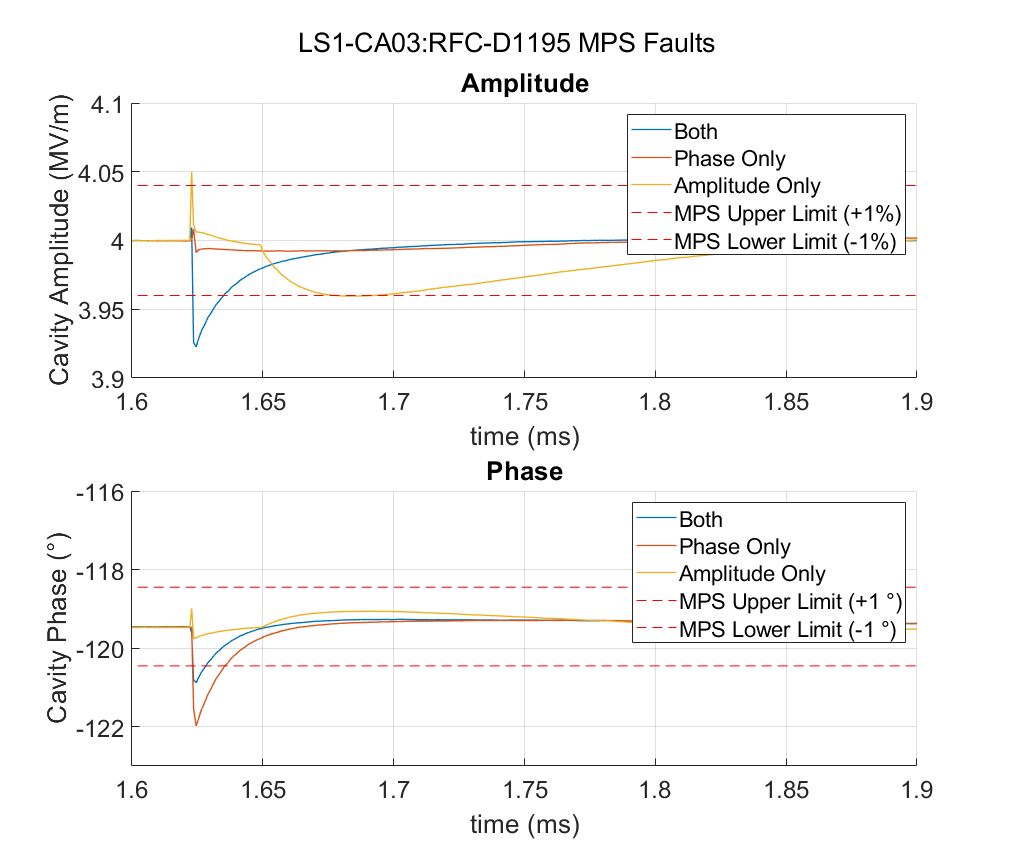 LS1-CA03:RFC-D1195 MPS Faults
Amplitude
Cavity Amplitude (MV/m)
4.1
4.05
4
3.95
3.9
Both
Phase Only
Amplitude Only
MPS Upper Limit (+1%)
MPS Lower Limit (-1%)
1.6 1.65 1.7 1.75 1.8 1.85 1.9
time (ms)
Phase
Cavity Phase (°)
-116
-118
-120
-122
Both
Phase Only
Amplitude Only
MPS Upper Limit (+1 °)
MPS Lower Limit (-1 °)
1.6 1.65 1.7 1.75 1.8 1.85 1.9
time (ms)